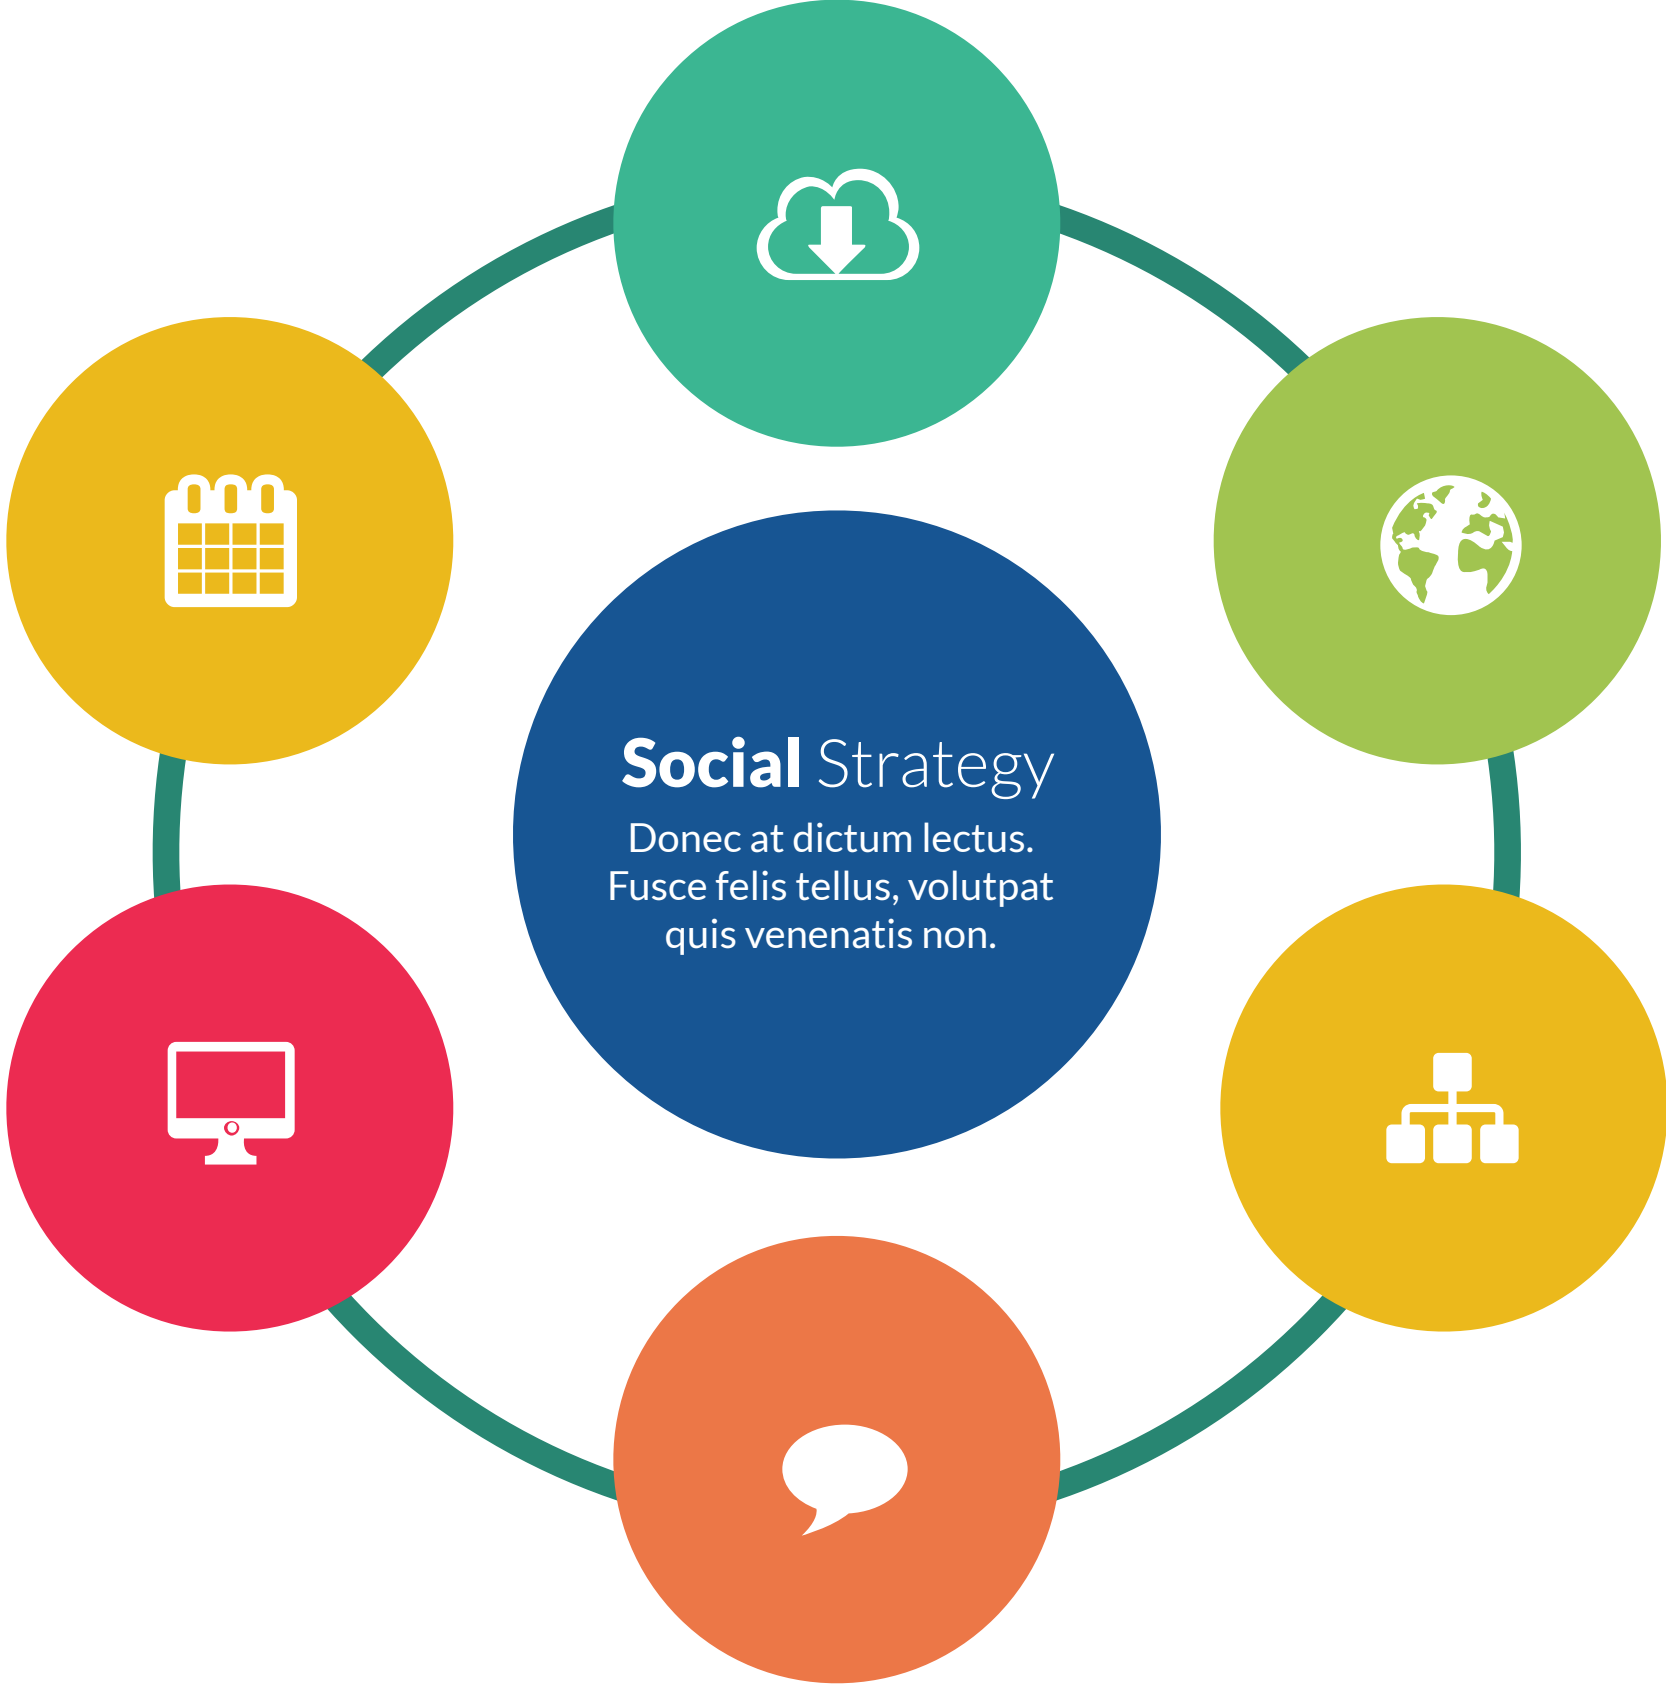 Social Strategy
Donec at dictum lectus.
Fusce felis tellus, volutpat
quis venenatis non.